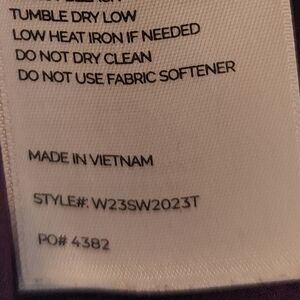 TUMBLE DRY LOW
LOW HEAT IRON IF NEEDED
DO NOT DRY CLEAN
DO NOT USE FABRIC SOFTENER
MADE IN VIETNAM
STYLE#: W23SW2023T
PO# 4382